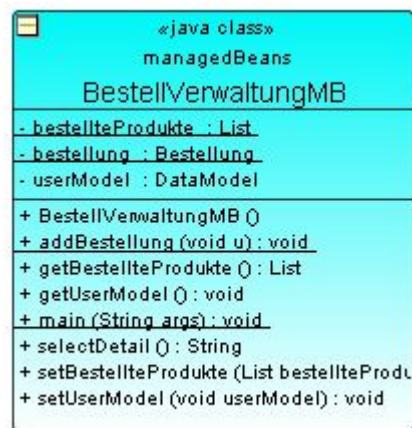 «java class»
managedBeans
BestellVerwaltungMB
- bestellteProdukte : List
- bestellung : Bestellung
- userModel : DataModel
+ BestellVerwaltungMB ()
+ addBestellung (void u) : void
+ getBestellteProdukte () : List
+ getUserModel () : void
+ main (String args) : void
+ selectDetail () : String
+ setBestellteProdukte (List bestellteProdu
+ setUserModel (void userModel) : void